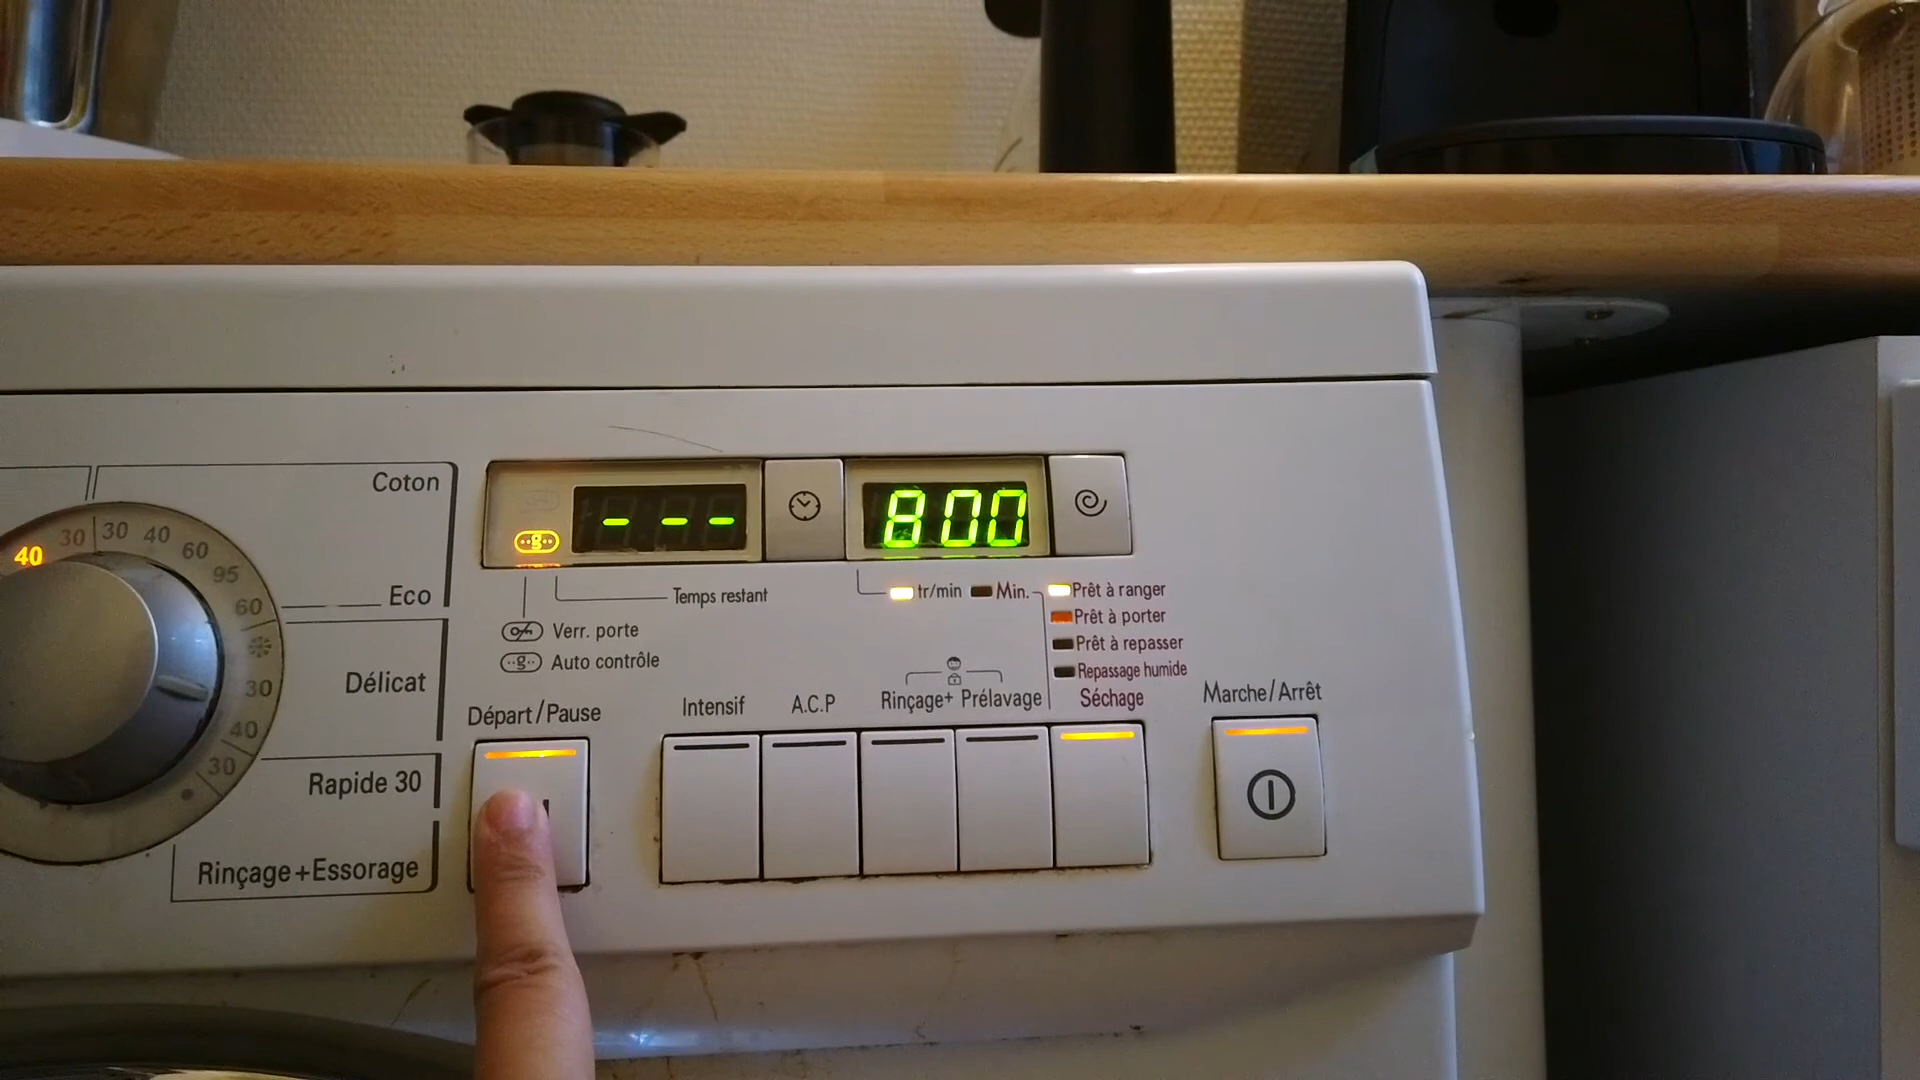 Coton
40 30 30 40 60 95 60
Eco
Délicat
30
40
30
Rapide 30
Rinçage+Essorage
- - -
800
Temps restant
tr/min Min.
Prêt à ranger
Prêt à porter
Prêt à repasser
Repassage humide
Séchage
Verr. porte
Auto contrôle
Départ/Pause
Intensif
A.C.P
Rinçage+ Prélavage
Marche/Arrêt